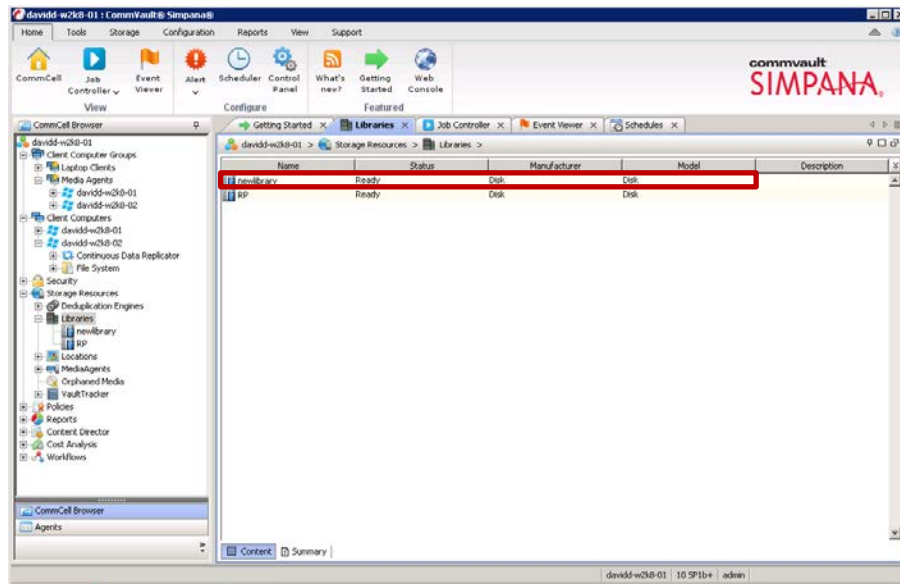 davidd-w2k8-01 : CommVault® Simpana®
Home Tools Storage Configuration Reports View Support
CommCell Job Controller Event Viewer Alert Scheduler Control Panel What's new? Getting Started Web Console
View Configure Featured
commvault
SIMPANA®
CommCell Browser
Getting Started Libraries Job Controller Event Viewer Schedules
davidd-w2k8-01 > Storage Resources > Libraries >
Name Status Manufacturer Model Description
newlibrary Ready Disk Disk
RP Ready Disk Disk
davidd-w2k8-01
Client Computer Groups
Laptop Clients
Media Agents
davidd-w2k8-01
davidd-w2k8-02
Client Computers
davidd-w2k8-01
davidd-w2k8-02
Continuous Data Replicator
File System
Security
Storage Resources
Deduplication Engines
Libraries
newlibrary
RP
Locations
MediaAgents
Orphaned Media
VaultTracker
Policies
Reports
Content Director
Cost Analysis
Workflows
CommCell Browser
Agents
Content Summary
davidd-w2k8-01 10 SP1b+ admin